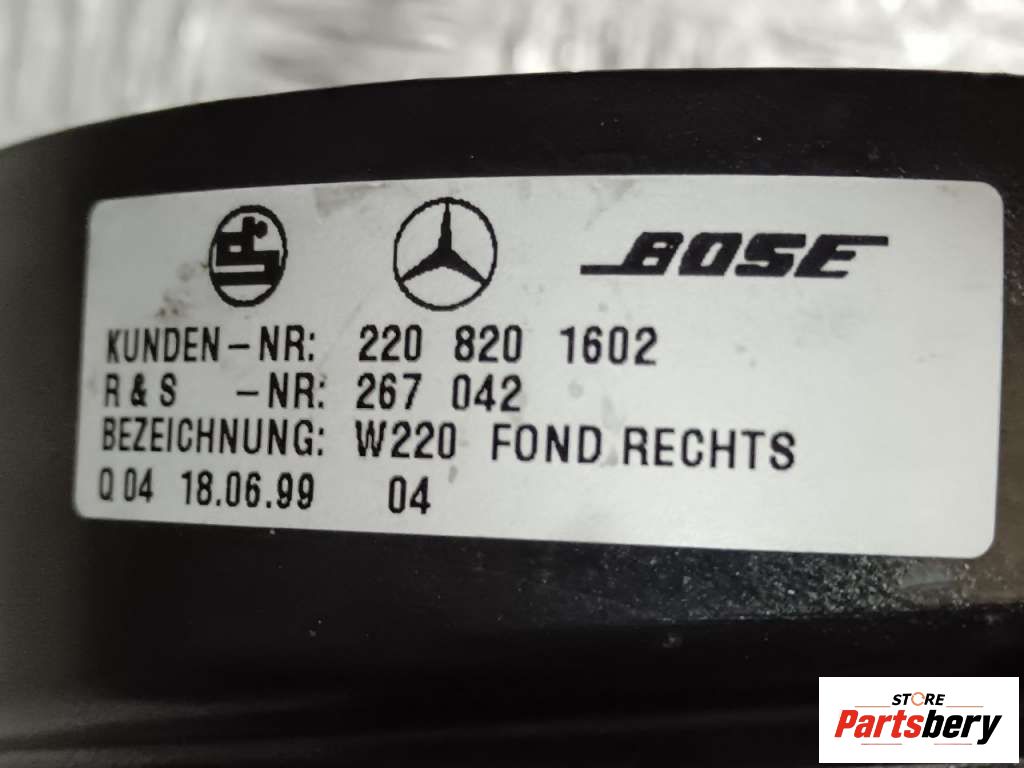 BOSE
KUNDEN-NR: 220 820 1602
R & S -NR: 267 042
BEZEICHNUNG: W220 FOND RECHTS
Q 04 18.06.99 04
STORE
Partsbery